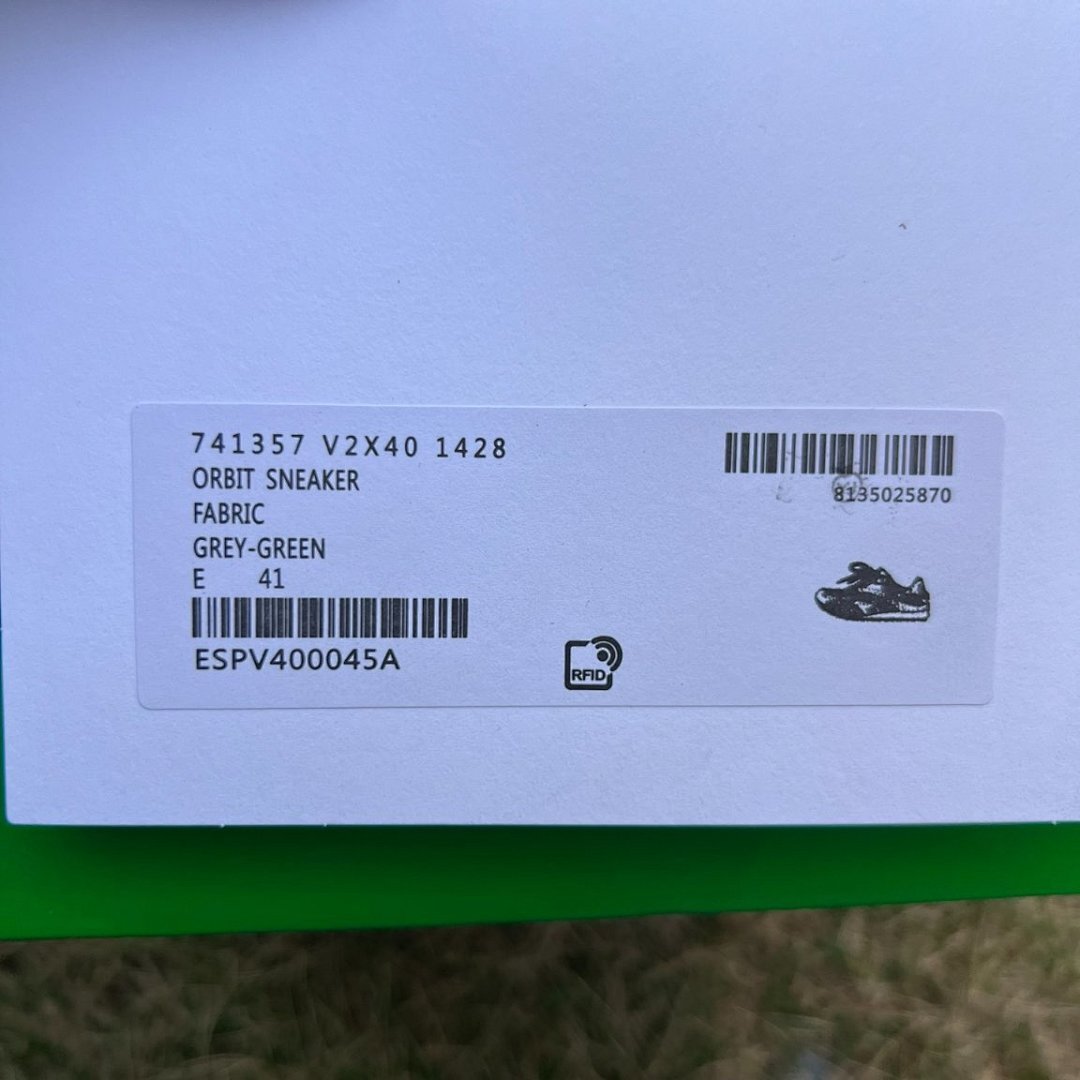 741357 V2X40 1428
ORBIT SNEAKER
FABRIC
GREY-GREEN
E 41
ESPV400045A
8135025870
RFID